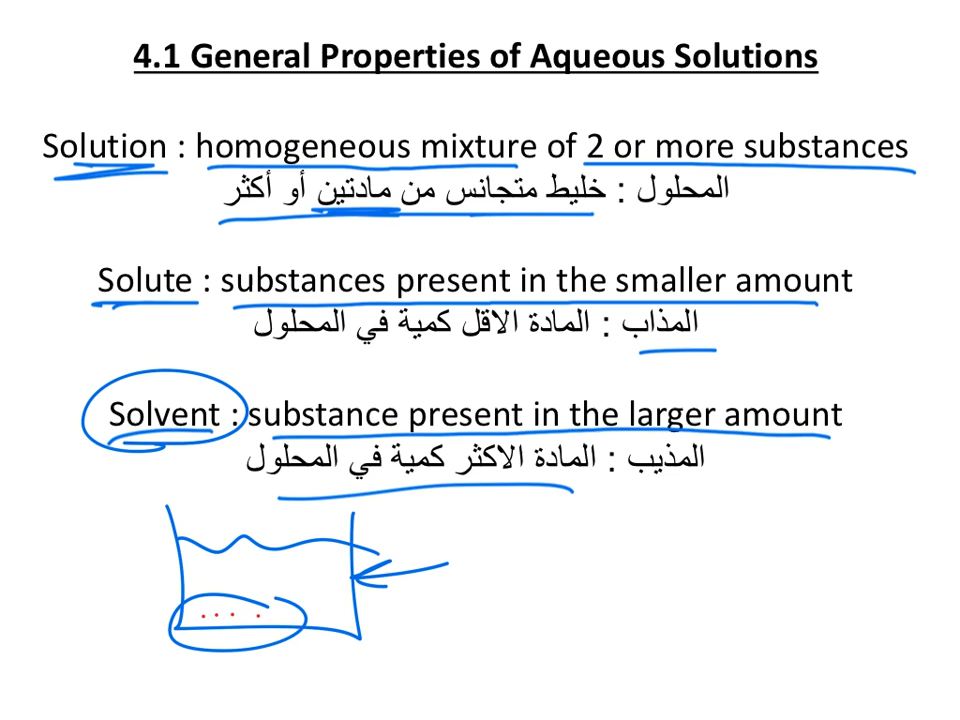 4.1 General Properties of Aqueous Solutions
Solution : homogeneous mixture of 2 or more substances
المحلول : خليط متجانس من مادتين أو أكثر
Solute : substances present in the smaller amount
المذاب : المادة الاقل كمية في المحلول
Solvent : substance present in the larger amount
المذيب : المادة الاكثر كمية في المحلول